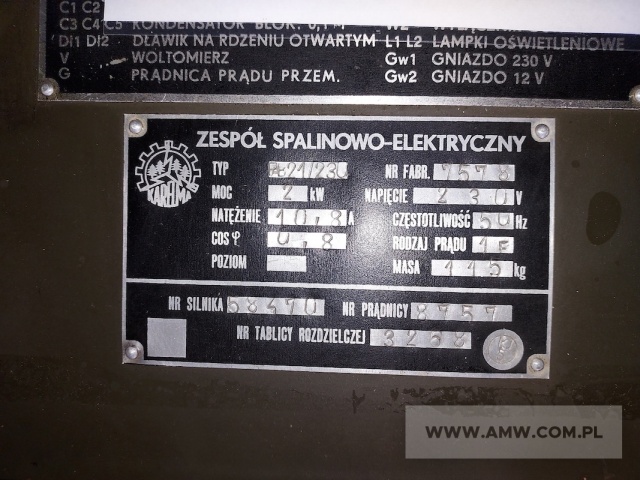 C1 C2
C3 C4 C5 KONDENSATOR BLOK. 0,1
Dł1 Dł2 DŁAWIK NA RDZENIU OTWARTYM L1 L2 LAMPKI OŚWIETLENIOWE
V WOLTOMIERZ Gw1 GNIAZDO 230 V
G PRĄDNICA PRĄDU PRZEM. Gw2 GNIAZDO 12 V
KARELMA
ZESPÓŁ SPALINOWO-ELEKTRYCZNY
TYP NR FABR. 7578
MOC 2 kW NAPIĘCIE 230 V
NATĘŻENIE 10,8 A CZĘSTOTLIWOŚĆ 50 Hz
COS φ 0,8 RODZAJ PRĄDU
POZIOM MASA 115 kg
NR SILNIKA 58470 NR PRĄDNICY 8757
NR TABLICY ROZDZIELCZEJ 3258
WWW.AMW.COM.PL